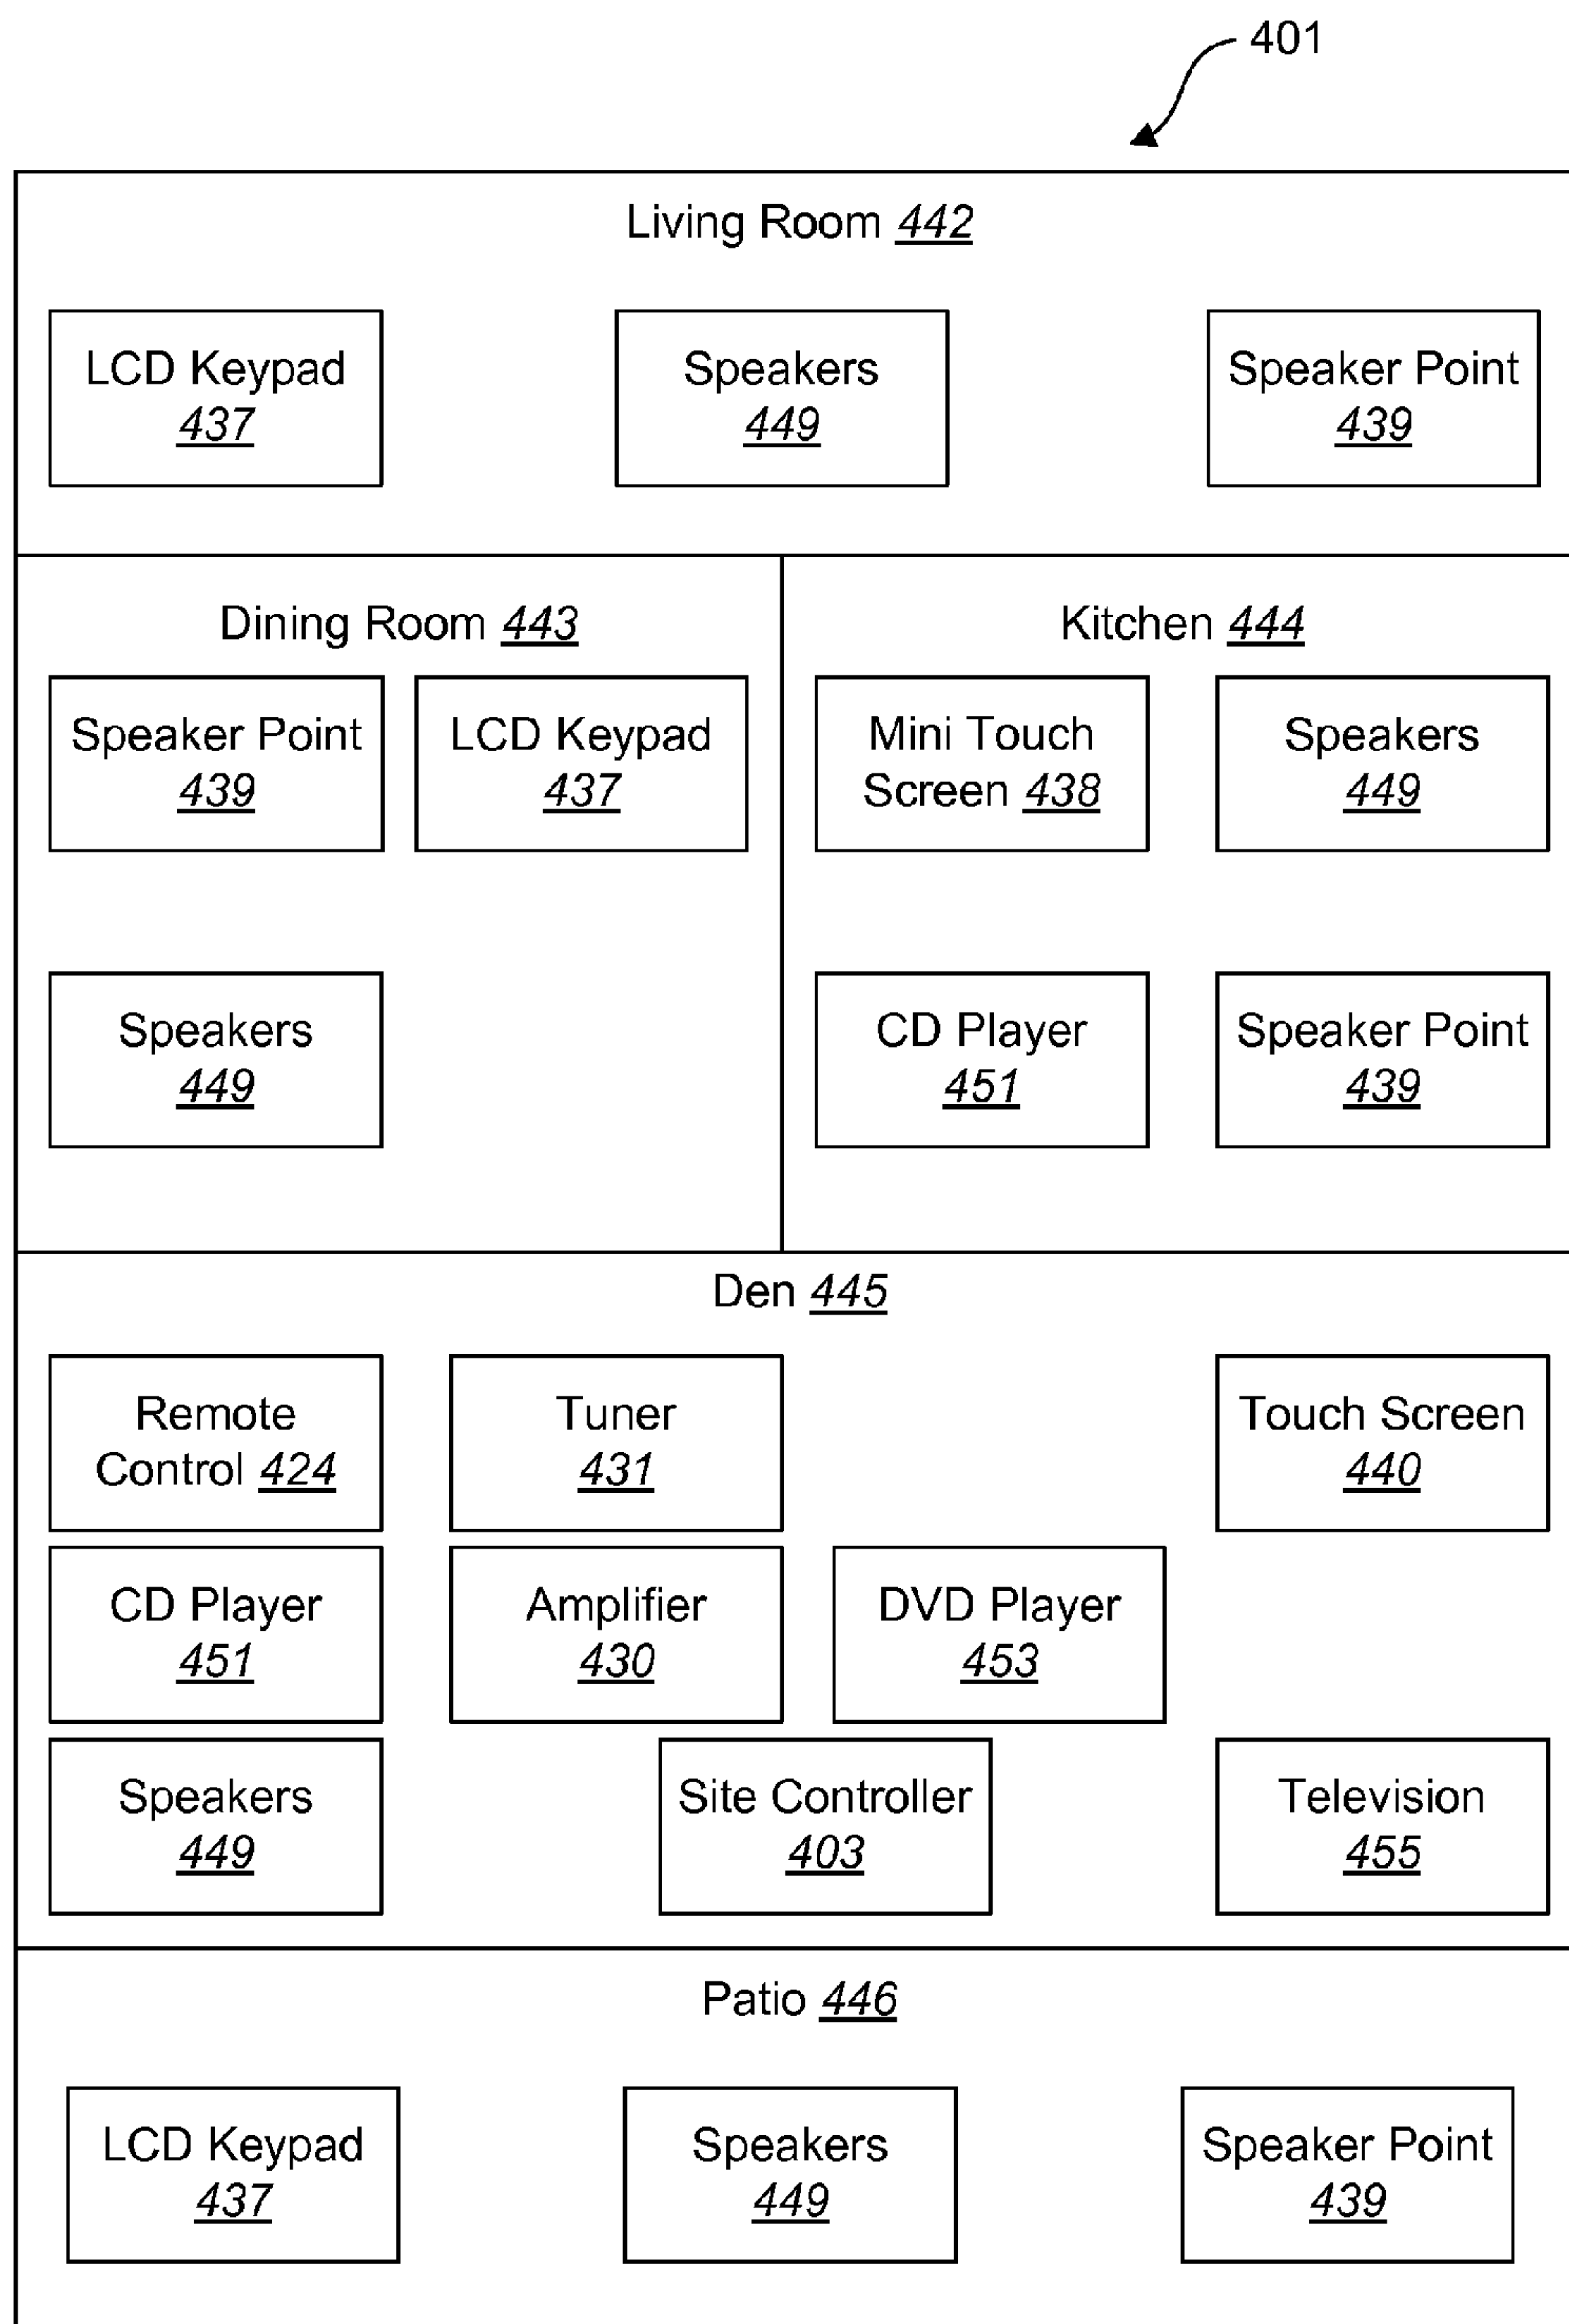 401
Living Room 442
LCD Keypad
437
Speakers
449
Speaker Point
439
Dining Room 443
Speaker Point
439
LCD Keypad
437
Speakers
449
Kitchen 444
Mini Touch
Screen 438
Speakers
449
CD Player
451
Speaker Point
439
Den 445
Remote
Control 424
Tuner
431
Touch Screen
440
CD Player
451
Amplifier
430
DVD Player
453
Speakers
449
Site Controller
403
Television
455
Patio 446
LCD Keypad
437
Speakers
449
Speaker Point
439